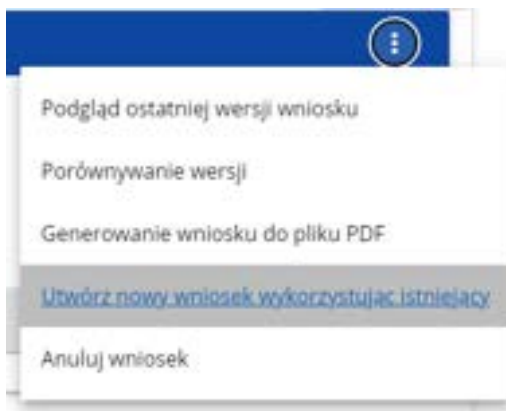 Podgląd ostatniej wersji wniosku
Porównywanie wersji
Generowanie wniosku do pliku PDF
Utwórz nowy wniosek wykorzystując istniejący
Anuluj wniosek